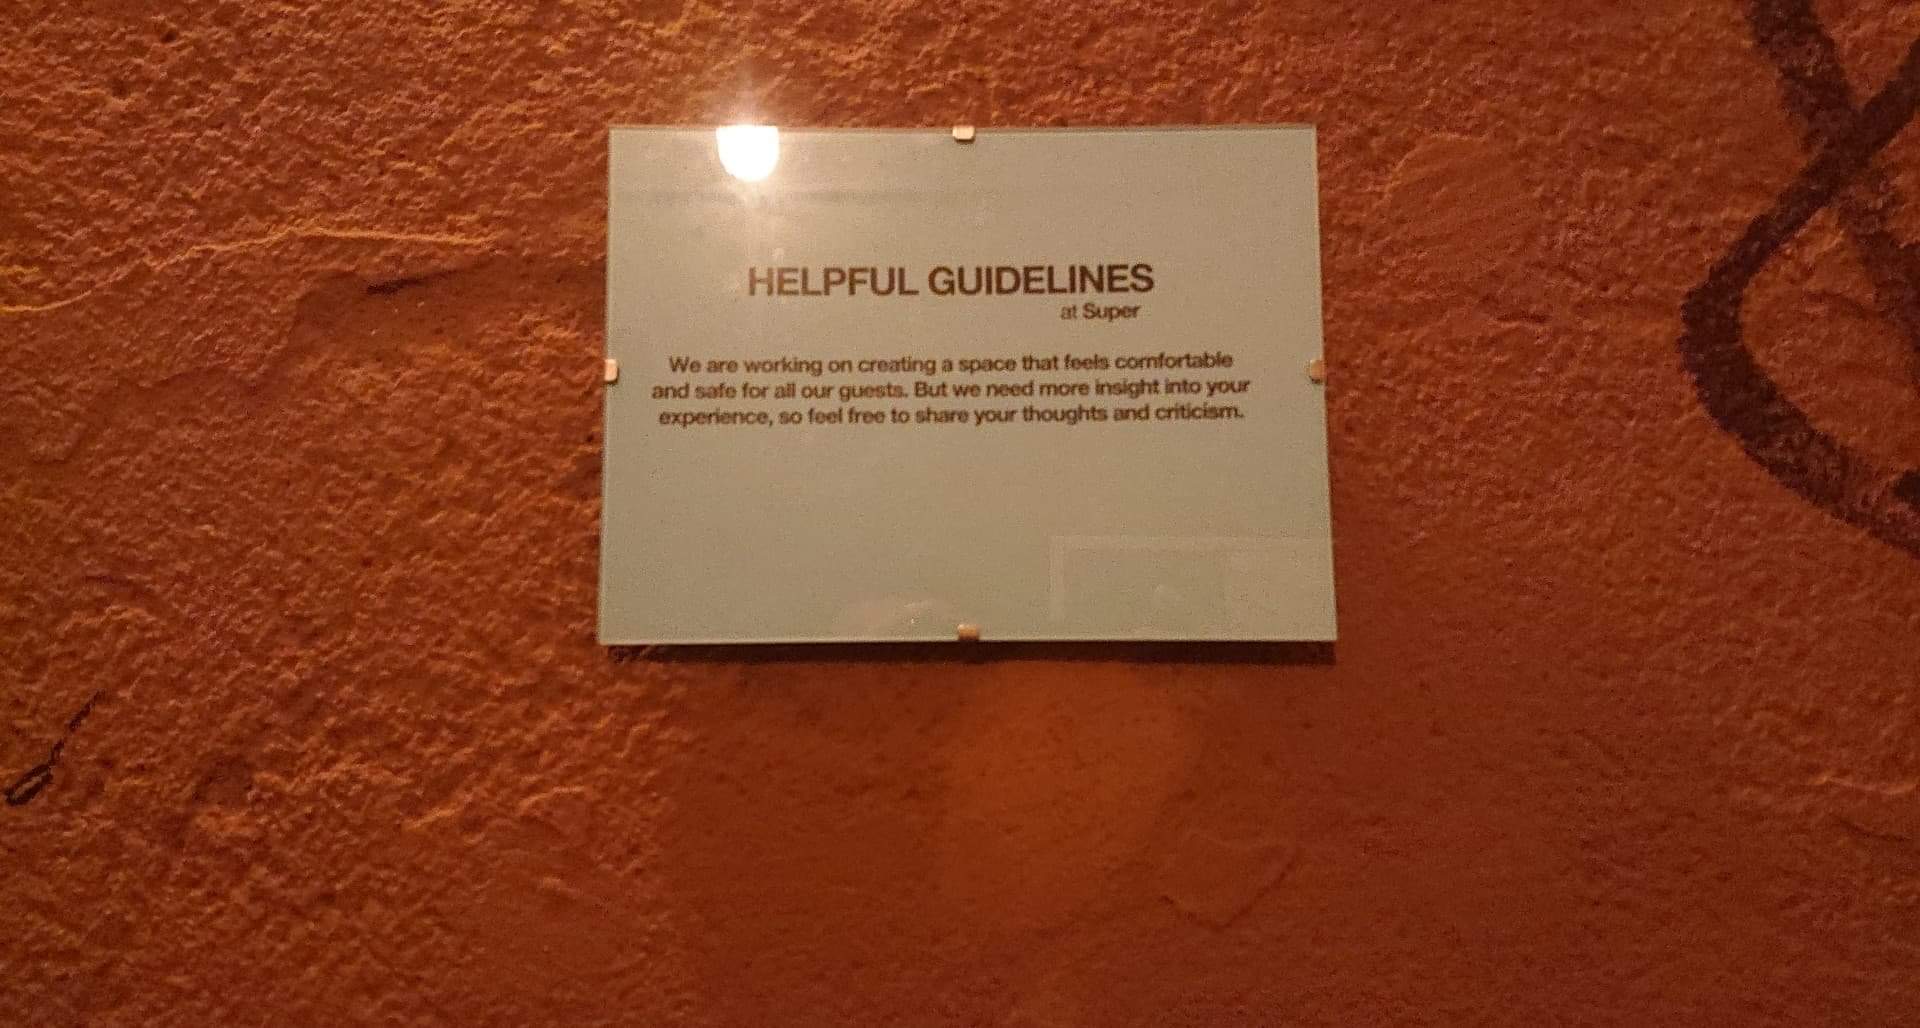 HELPFUL GUIDELINES
at Super
We are working on creating a space that feels comfortable
and safe for all our guests. But we need more insight into your
experience, so feel free to share your thoughts and criticism.